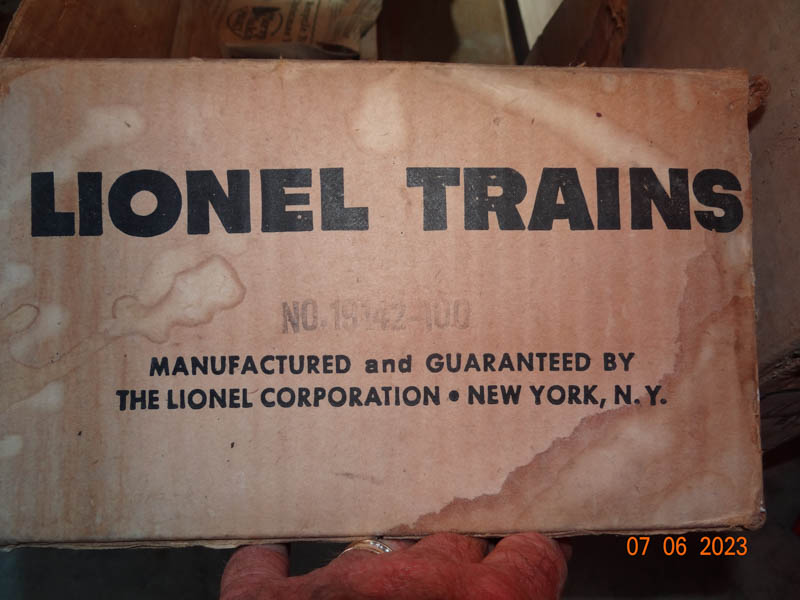 LIONEL TRAINS
NO. 19142-100
MANUFACTURED and GUARANTEED BY
THE LIONEL CORPORATION • NEW YORK, N.Y.
07 06 2023